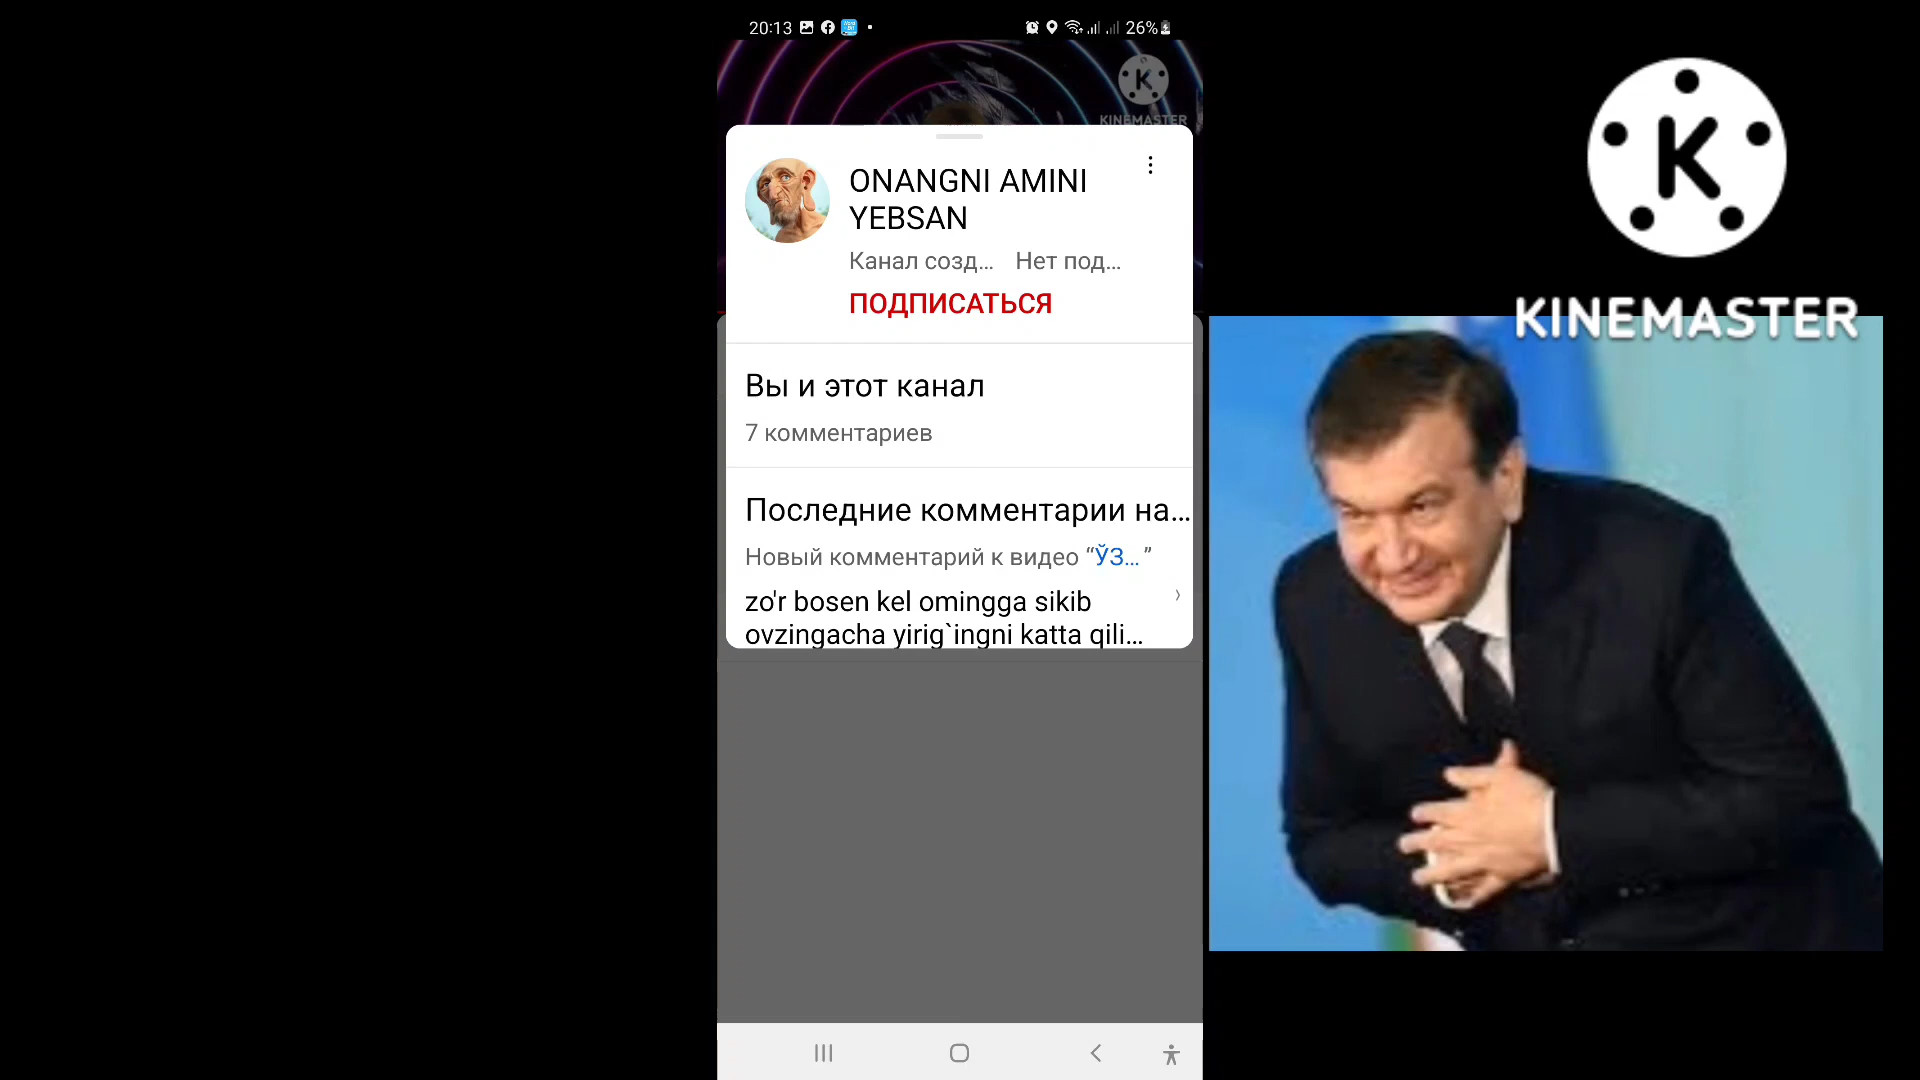 20:13
26%
KINEMASTER
ONANGNI AMINI
YEBSAN
Канал созд... Нет под...
ПОДПИСАТЬСЯ
Вы и этот канал
7 комментариев
Последние комментарии на...
Новый комментарий к видео “ЎЗ...”
zo'r bosen kel omingga sikib
ovzingacha yirig`ingni katta qili...
K
KINEMASTER